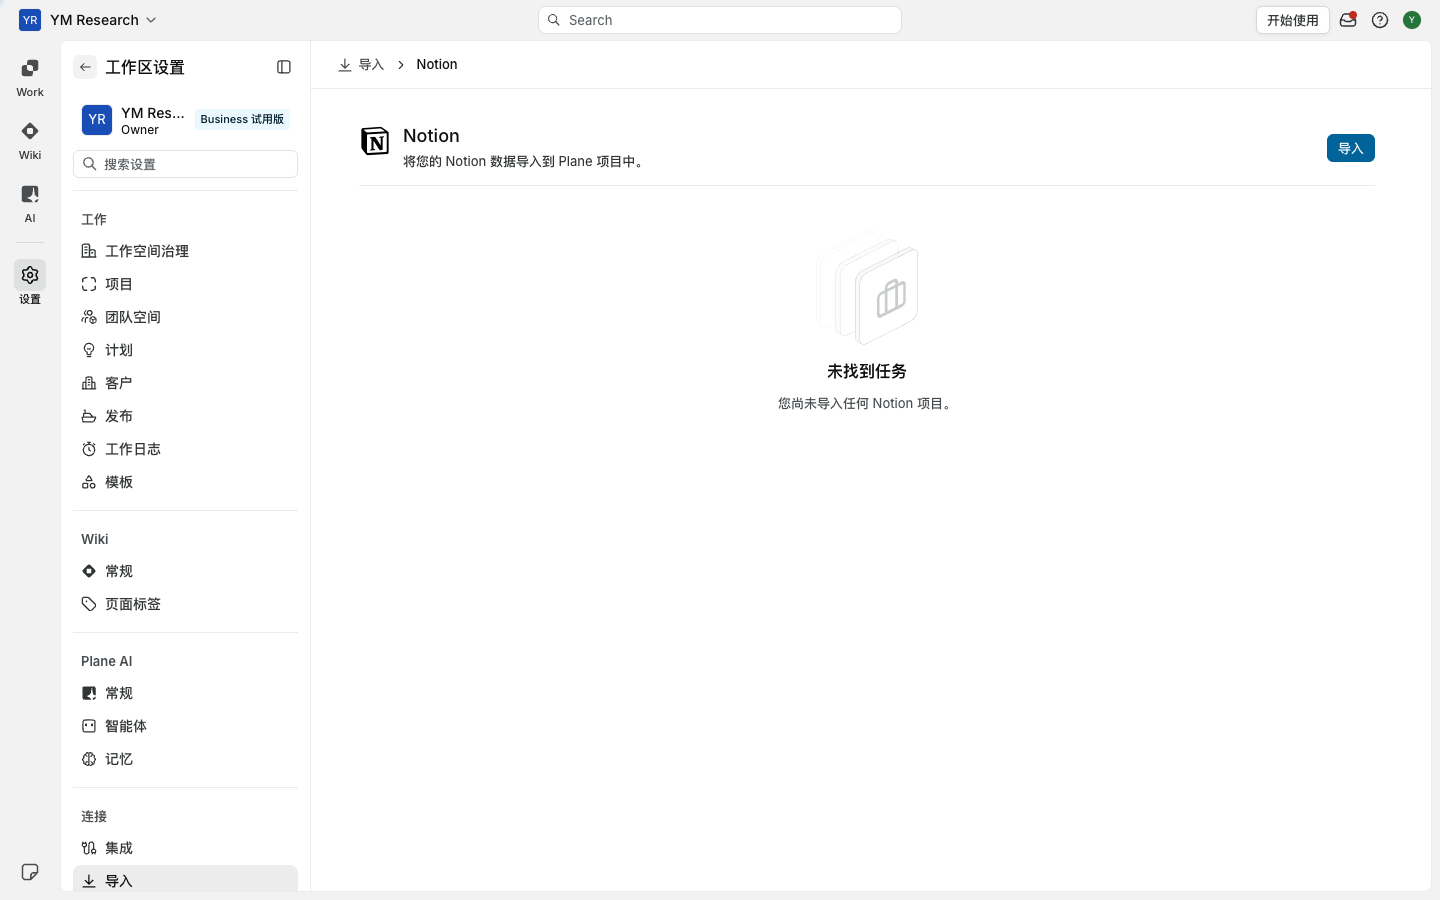 YR YM Research
Search
开始使用
Y
Work
Wiki
AI
设置
工作区设置
YR
YM Res...
Owner
Business 试用版
搜索设置
工作
工作空间治理
项目
团队空间
计划
客户
发布
工作日志
模板
Wiki
常规
页面标签
Plane AI
常规
智能体
记忆
连接
集成
导入
导入 > Notion
Notion
将您的 Notion 数据导入到 Plane 项目中。
导入
未找到任务
您尚未导入任何 Notion 项目。